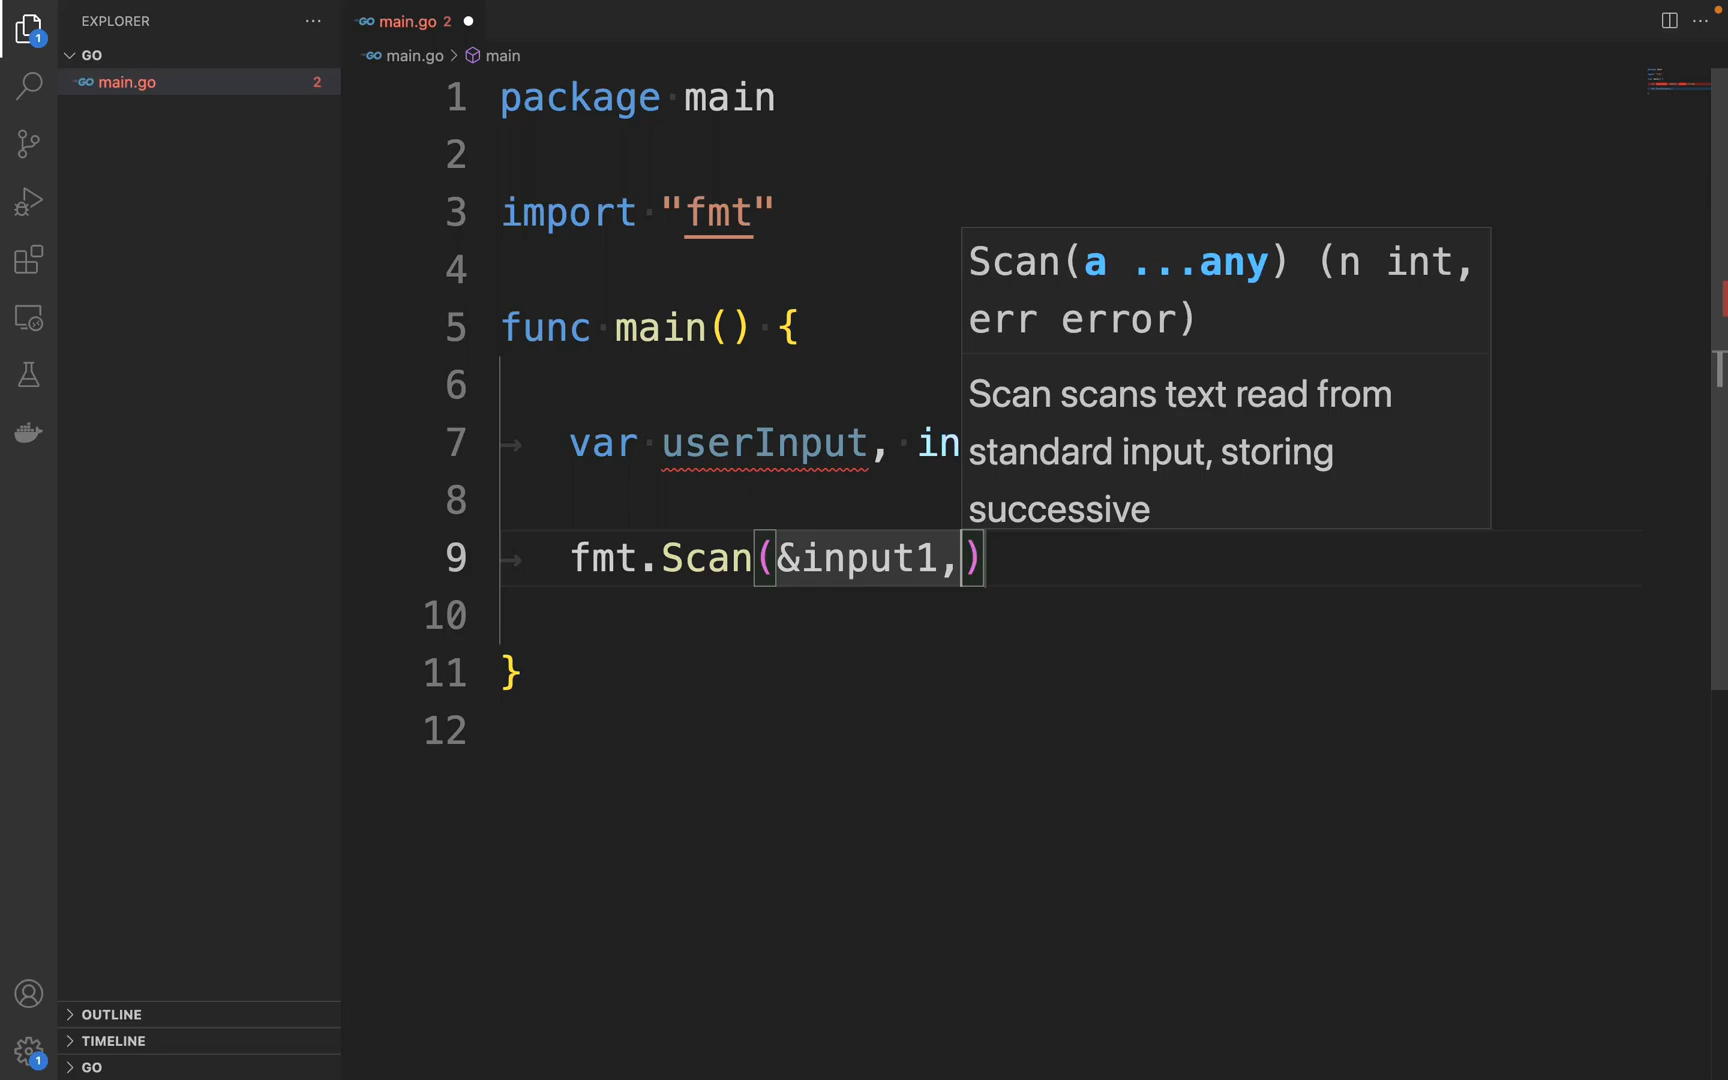 EXPLORER
GO
main.go 2
1
1
OUTLINE
TIMELINE
GO
main.go 2
main.go > main
1 package main
2
3 import "fmt"
4
5 func main() {
6
7 var userInput, in
8
9 fmt.Scan(&input1,)
10
11 }
12
Scan(a ...any) (n int,
err error)
Scan scans text read from
standard input, storing
successive